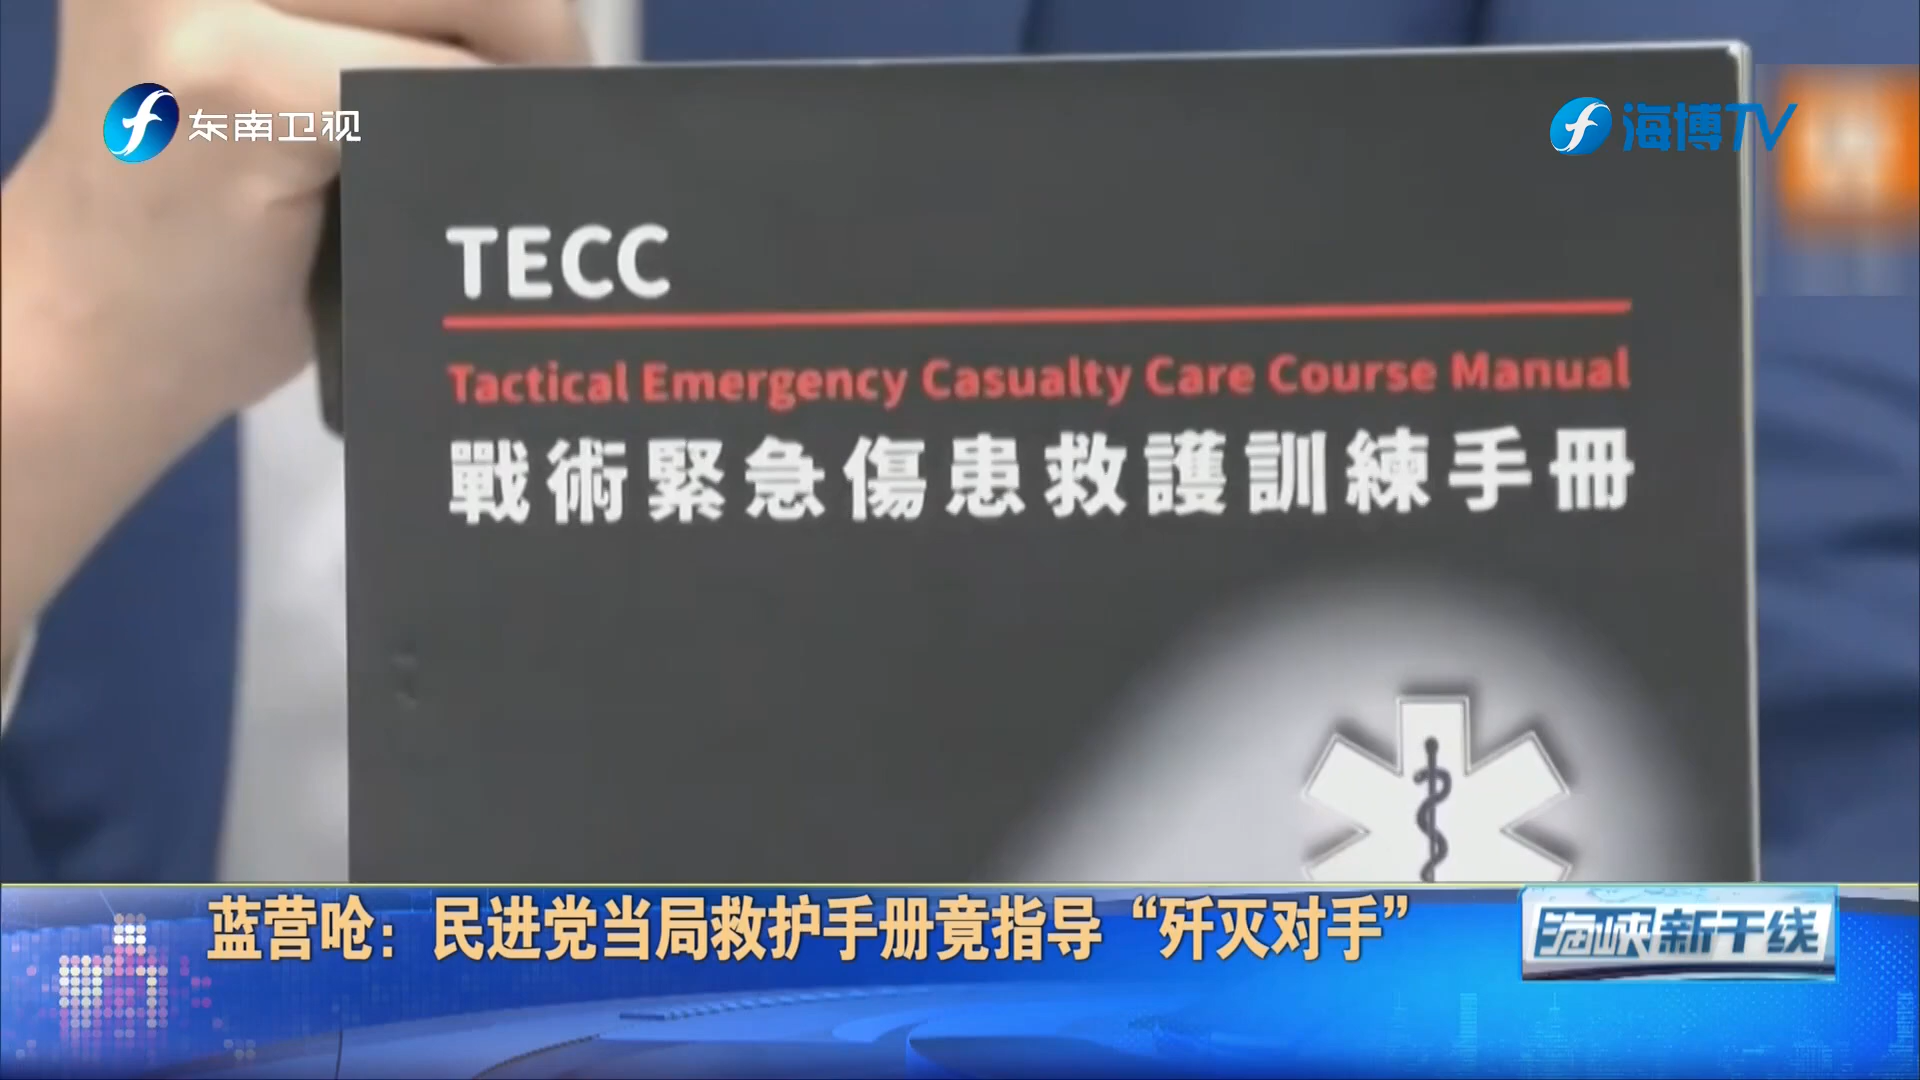 东南卫视
海博TV
TECC
Tactical Emergency Casualty Care Course Manual
戰術緊急傷患救護訓練手冊
蓝营呛：民进党当局救护手册竟指导“歼灭对手”
海峡新干线